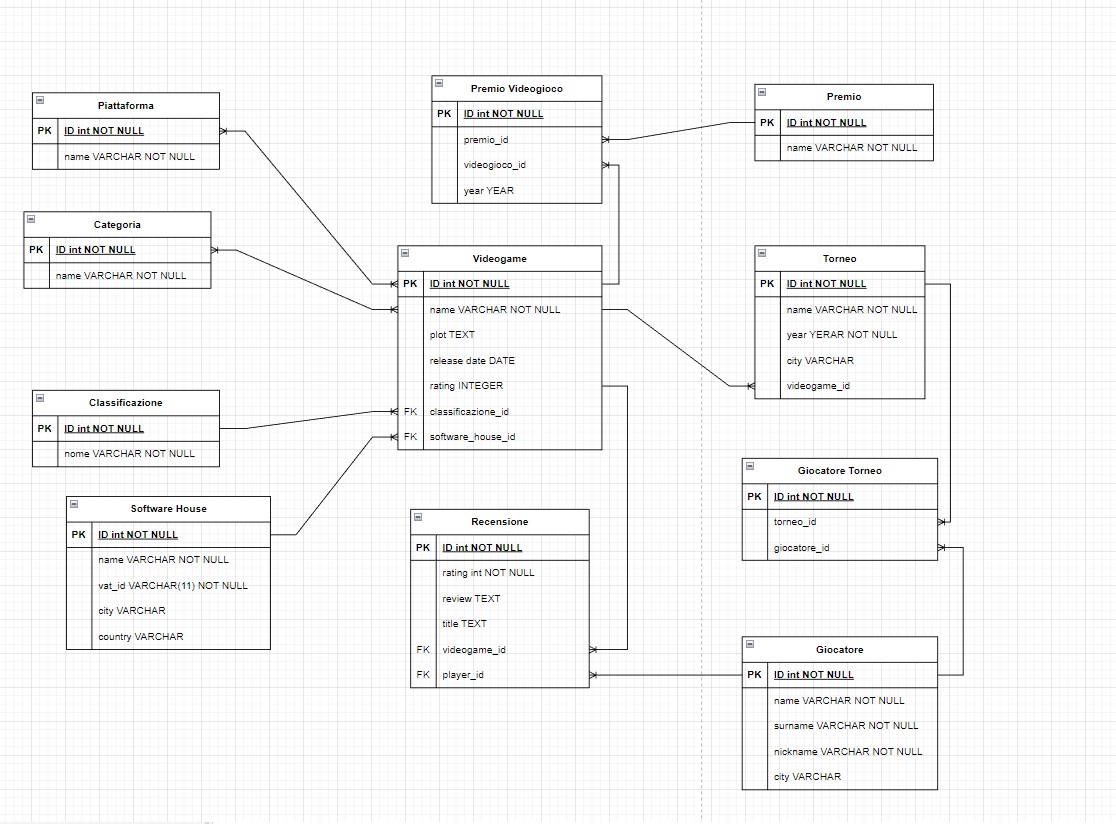 Piattaforma
PK ID int NOT NULL
name VARCHAR NOT NULL
Premio Videogioco
PK ID int NOT NULL
premio_id
videogioco_id
year YEAR
Premio
PK ID int NOT NULL
name VARCHAR NOT NULL
Categoria
PK ID int NOT NULL
name VARCHAR NOT NULL
Videogame
PK ID int NOT NULL
name VARCHAR NOT NULL
plot TEXT
release date DATE
rating INTEGER
FK classificazione_id
FK software_house_id
Torneo
PK ID int NOT NULL
name VARCHAR NOT NULL
year YERAR NOT NULL
city VARCHAR
videogame_id
Classificazione
PK ID int NOT NULL
nome VARCHAR NOT NULL
Software House
PK ID int NOT NULL
name VARCHAR NOT NULL
vat_id VARCHAR(11) NOT NULL
city VARCHAR
country VARCHAR
Recensione
PK ID int NOT NULL
rating int NOT NULL
review TEXT
title TEXT
FK videogame_id
FK player_id
Giocatore Torneo
PK ID int NOT NULL
torneo_id
giocatore_id
Giocatore
PK ID int NOT NULL
name VARCHAR NOT NULL
surname VARCHAR NOT NULL
nickname VARCHAR NOT NULL
city VARCHAR